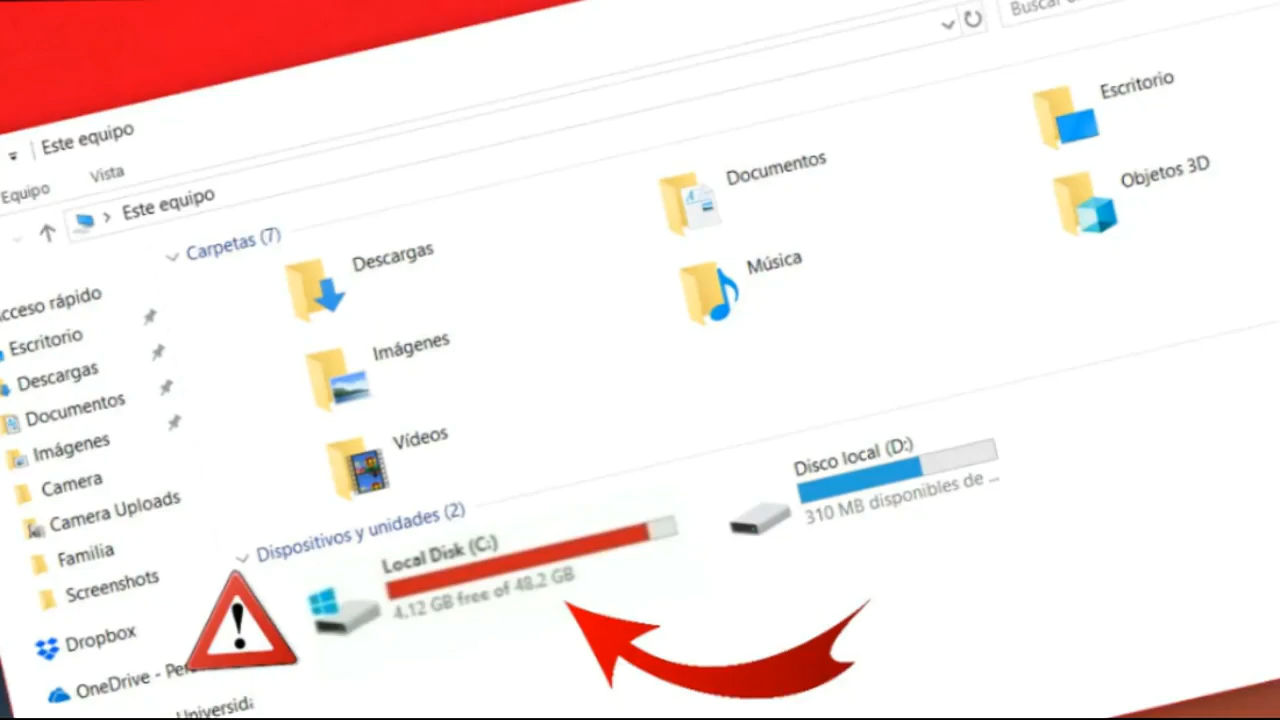 Buscar
Este equipo
Equipo
Vista
Este equipo
Carpetas (7)
Descargas
Documentos
Escritorio
Imágenes
Música
Objetos 3D
Vídeos
Dispositivos y unidades (2)
Local Disk (C:)
4.12 GB free of 48.2 GB
Disco local (D:)
310 MB disponibles de ...
cceso rápido
Escritorio
Descargas
Documentos
Imágenes
Camera
Camera Uploads
Familia
Screenshots
Dropbox
OneDrive - Per